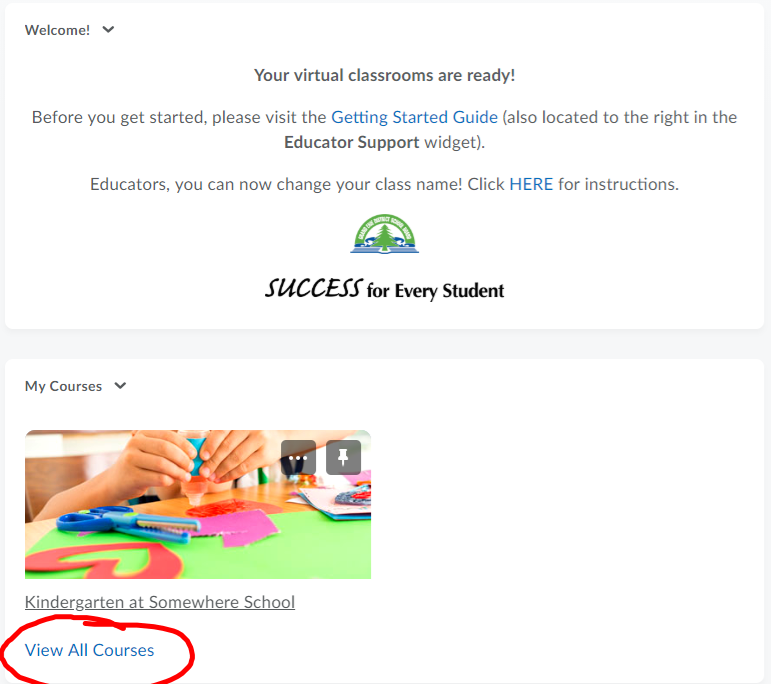 Welcome!
Your virtual classrooms are ready!
Before you get started, please visit the Getting Started Guide (also located to the right in the
Educator Support widget).
Educators, you can now change your class name! Click HERE for instructions.
SUCCESS for Every Student
My Courses
Kindergarten at Somewhere School
View All Courses